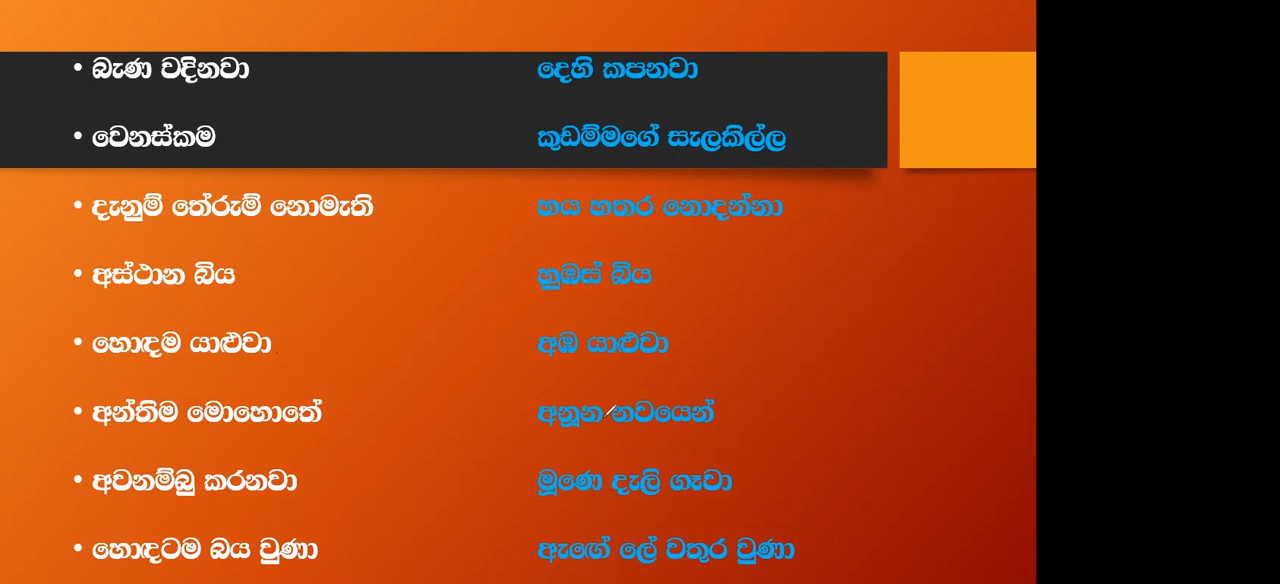 • බැණ වදිනවා දෙහි කපනවා
• වෙනස්කම කුඩම්මගේ සැලකිල්ල
• දැනුම් තේරුම් නොමැති හය හතර නොදන්නා
• අස්ථාන බිය හුඹස් බිය
• හොඳම යාළුවා අඹ යාළුවා
• අන්තිම මොහොතේ අනූන නවයෙන්
• අවනම්බු කරනවා මූණෙ දැලි ගෑවා
• හොඳටම බය වුණා ඇඟේ ලේ වතුර වුණා